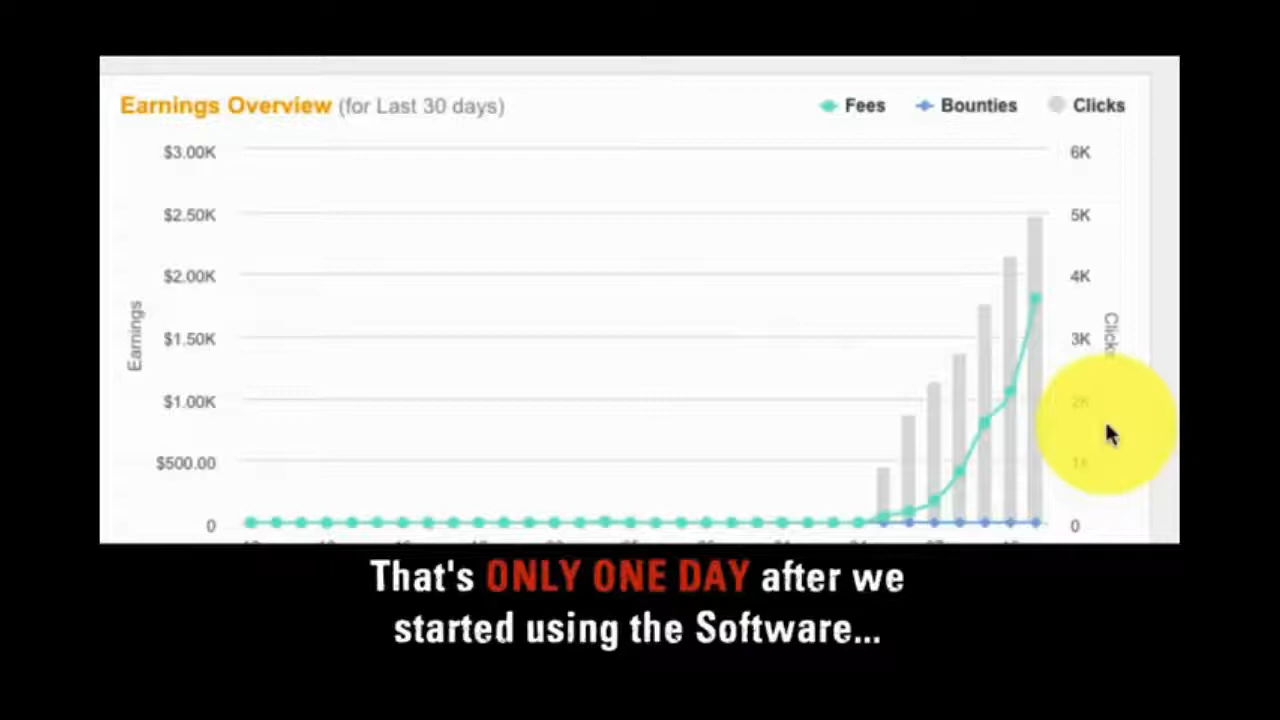 Earnings Overview (for Last 30 days)
Fees Bounties Clicks
$3.00K
$2.50K
$2.00K
$1.50K
$1.00K
$500.00
0
Earnings
6K
5K
4K
3K
2K
1K
0
That's ONLY ONE DAY after we
started using the Software...